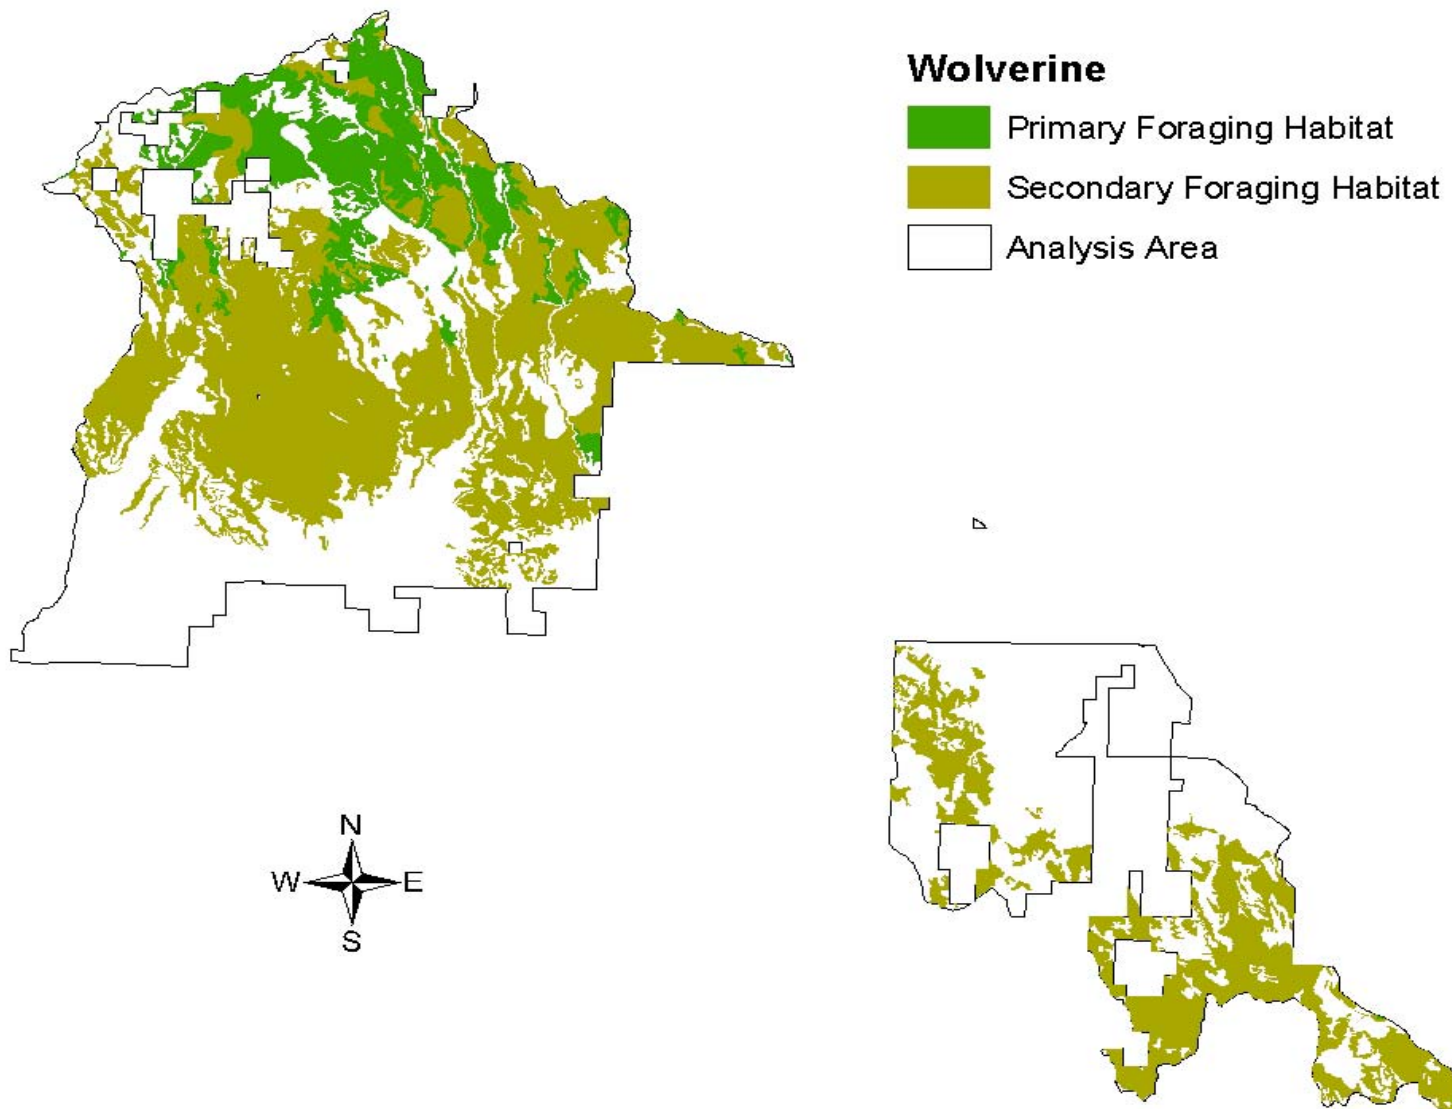 Wolverine
Primary Foraging Habitat
Secondary Foraging Habitat
Analysis Area
N
W E
S